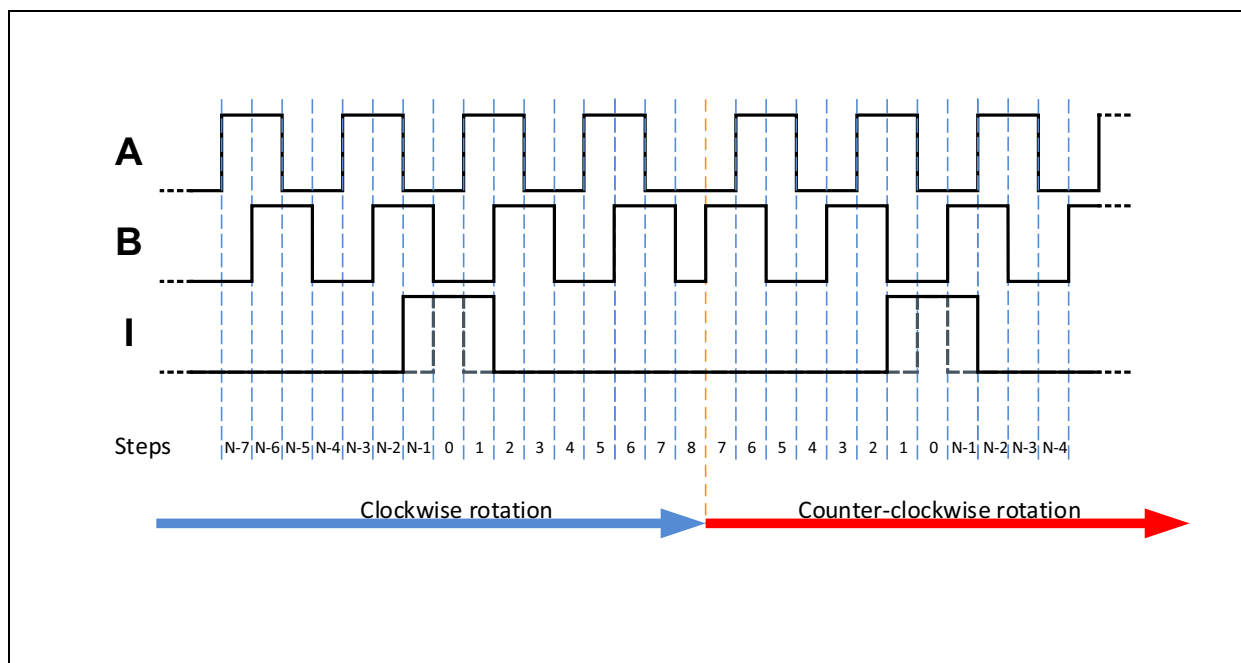 A
B
I
Steps N-7 N-6 N-5 N-4 N-3 N-2 N-1 0 1 2 3 4 5 6 7 8 7 6 5 4 3 2 1 0 N-1 N-2 N-3 N-4
Clockwise rotation Counter-clockwise rotation